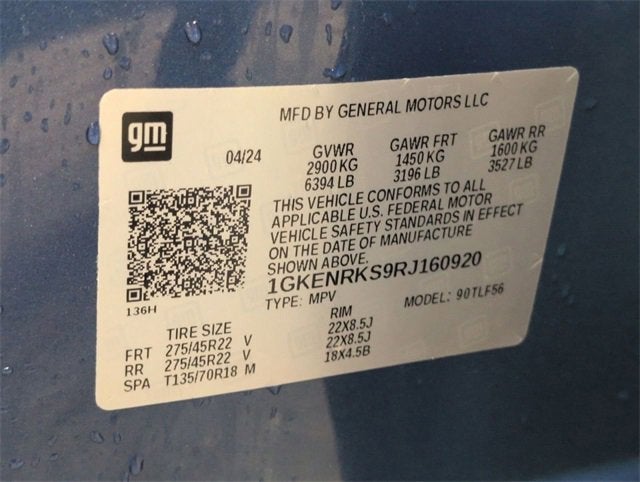 gm
MFD BY GENERAL MOTORS LLC
04/24
GVWR GAWR FRT GAWR RR
2900 KG 1450 KG 1600 KG
6394 LB 3196 LB 3527 LB
THIS VEHICLE CONFORMS TO ALL
APPLICABLE U.S. FEDERAL MOTOR
VEHICLE SAFETY STANDARDS IN EFFECT
ON THE DATE OF MANUFACTURE
SHOWN ABOVE.
1GKENRKS9RJ160920
136H
TYPE: MPV MODEL: 90TLF56
TIRE SIZE RIM
FRT 275/45R22 V 22X8.5J
RR 275/45R22 V 22X8.5J
SPA T135/70R18 M 18X4.5B